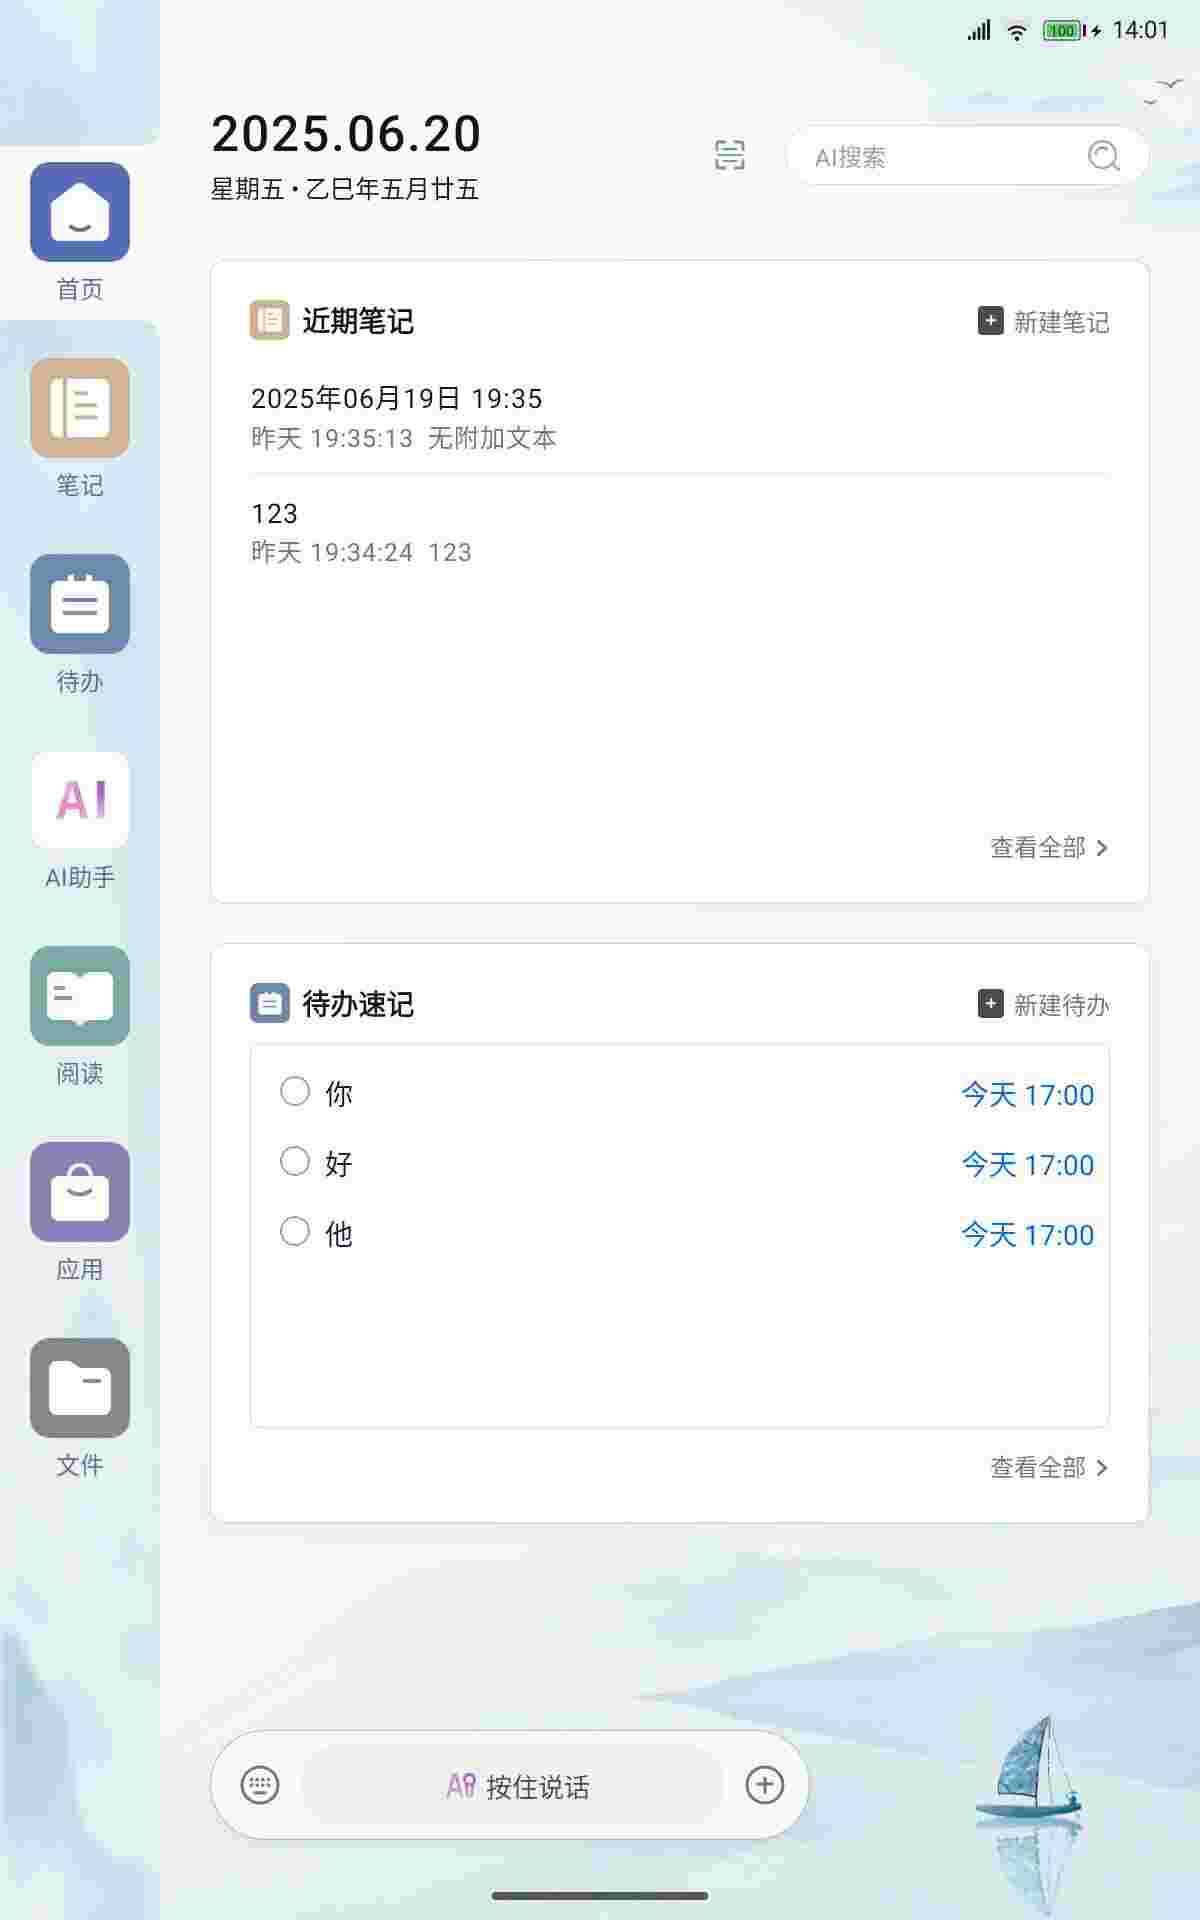 100 14:01
2025.06.20
星期五·乙巳年五月廿五
AI搜索
首页
笔记
待办
AI
AI助手
阅读
应用
文件
近期笔记
新建笔记
2025年06月19日 19:35
昨天 19:35:13 无附加文本
123
昨天 19:34:24 123
查看全部
待办速记
新建待办
你 今天 17:00
好 今天 17:00
他 今天 17:00
查看全部
AI 按住说话